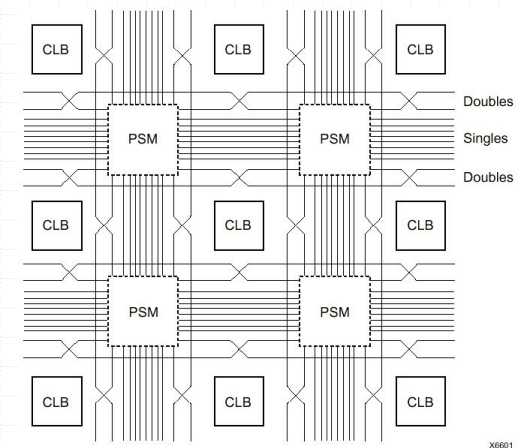 CLB CLB CLB
Doubles
PSM PSM Singles
Doubles
CLB CLB CLB
PSM PSM
CLB CLB CLB
X6601